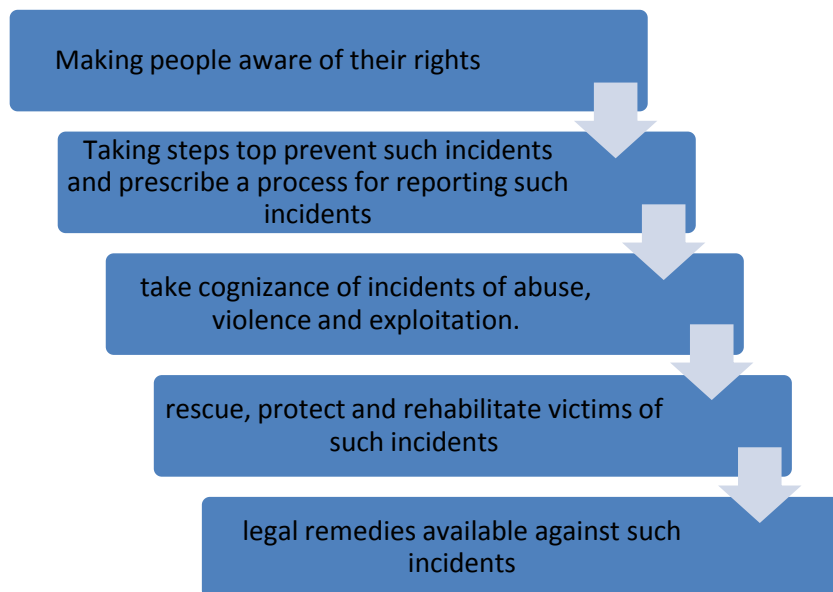 Making people aware of their rights
Taking steps top prevent such incidents
and prescribe a process for reporting such
incidents
take cognizance of incidents of abuse,
violence and exploitation.
rescue, protect and rehabilitate victims of
such incidents
legal remedies available against such
incidents